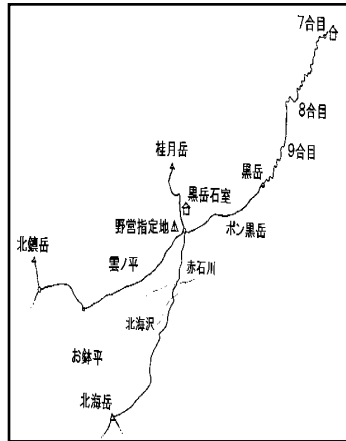 7合目
8合目
9合目
桂月岳
黒岳
黒岳石室
野営指定地
ポン黒岳
北鎮岳
雲ノ平
赤石川
北海沢
お鉢平
北海岳